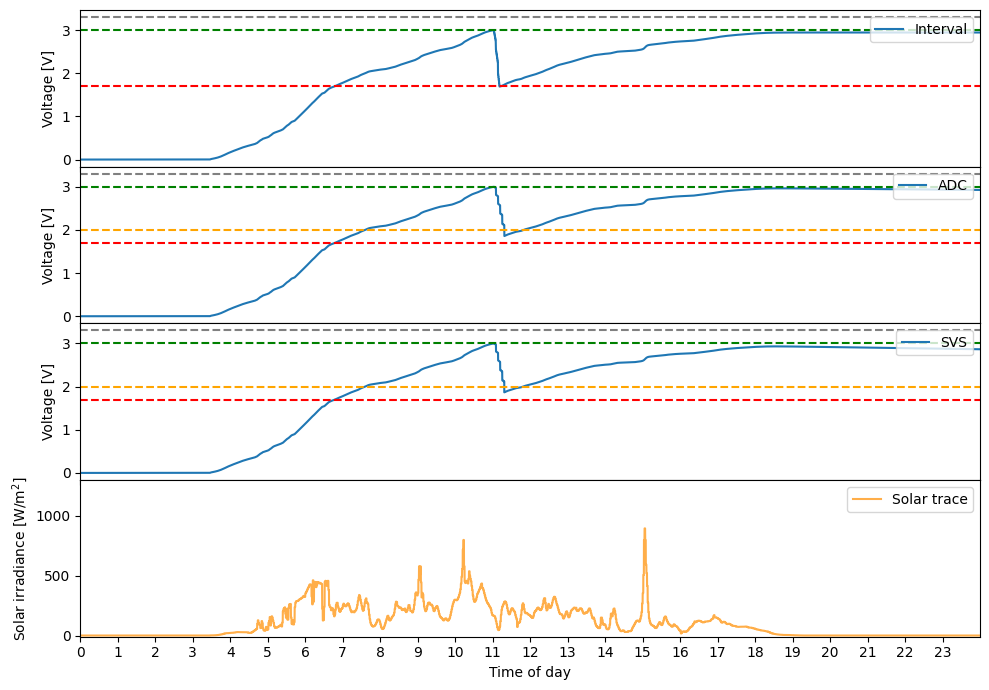 Voltage [V]
3
2
1
0
Interval
Voltage [V]
3
2
1
0
ADC
Voltage [V]
3
2
1
0
SVS
Solar irradiance [W/m²]
1000
500
0
Solar trace
0 1 2 3 4 5 6 7 8 9 10 11 12 13 14 15 16 17 18 19 20 21 22 23
Time of day